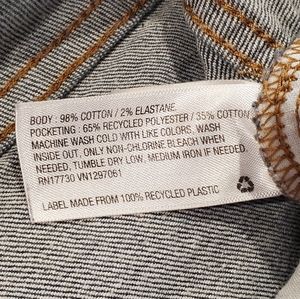 BODY: 98% COTTON / 2% ELASTANE.
POCKETING: 65% RECYCLED POLYESTER / 35% COTTON
MACHINE WASH COLD WITH LIKE COLORS, WASH
INSIDE OUT, ONLY NON-CHLORINE BLEACH WHEN
NEEDED, TUMBLE DRY LOW, MEDIUM IRON IF NEEDED.
RN17730 VN1297061
LABEL MADE FROM 100% RECYCLED PLASTIC